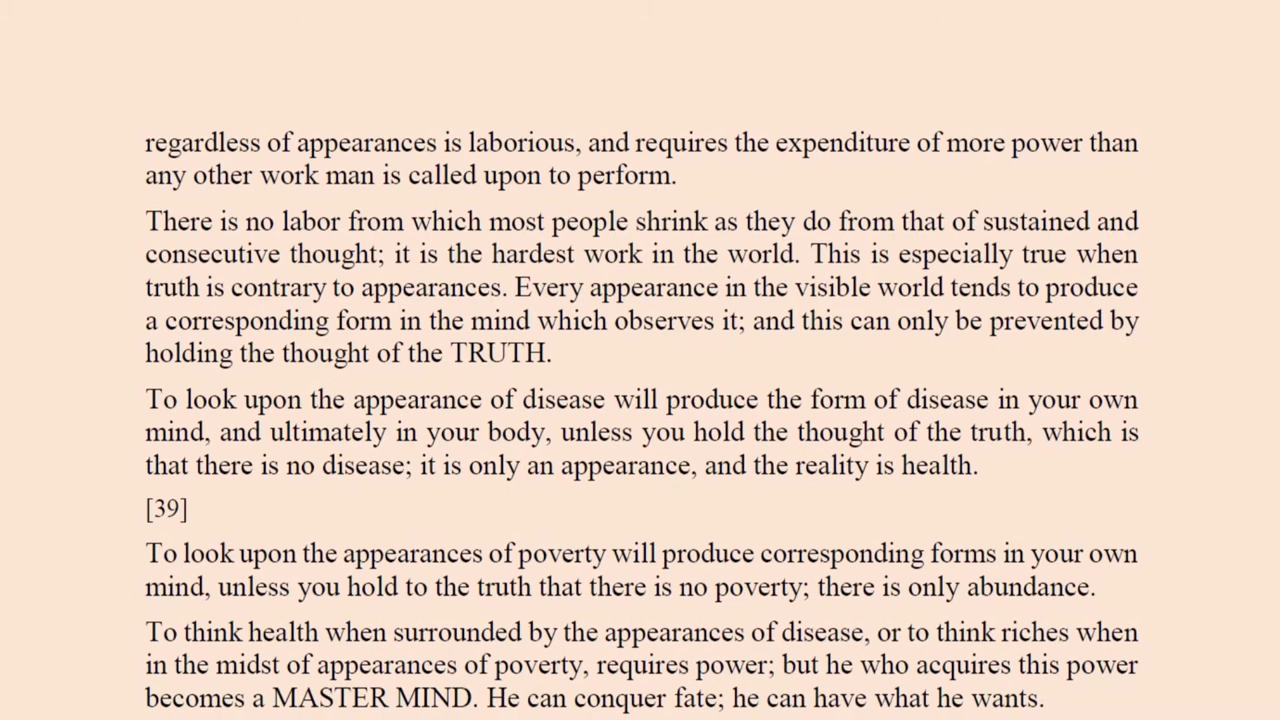 regardless of appearances is laborious, and requires the expenditure of more power than
any other work man is called upon to perform.
There is no labor from which most people shrink as they do from that of sustained and
consecutive thought; it is the hardest work in the world. This is especially true when
truth is contrary to appearances. Every appearance in the visible world tends to produce
a corresponding form in the mind which observes it; and this can only be prevented by
holding the thought of the TRUTH.
To look upon the appearance of disease will produce the form of disease in your own
mind, and ultimately in your body, unless you hold the thought of the truth, which is
that there is no disease; it is only an appearance, and the reality is health.
[39]
To look upon the appearances of poverty will produce corresponding forms in your own
mind, unless you hold to the truth that there is no poverty; there is only abundance.
To think health when surrounded by the appearances of disease, or to think riches when
in the midst of appearances of poverty, requires power; but he who acquires this power
becomes a MASTER MIND. He can conquer fate; he can have what he wants.